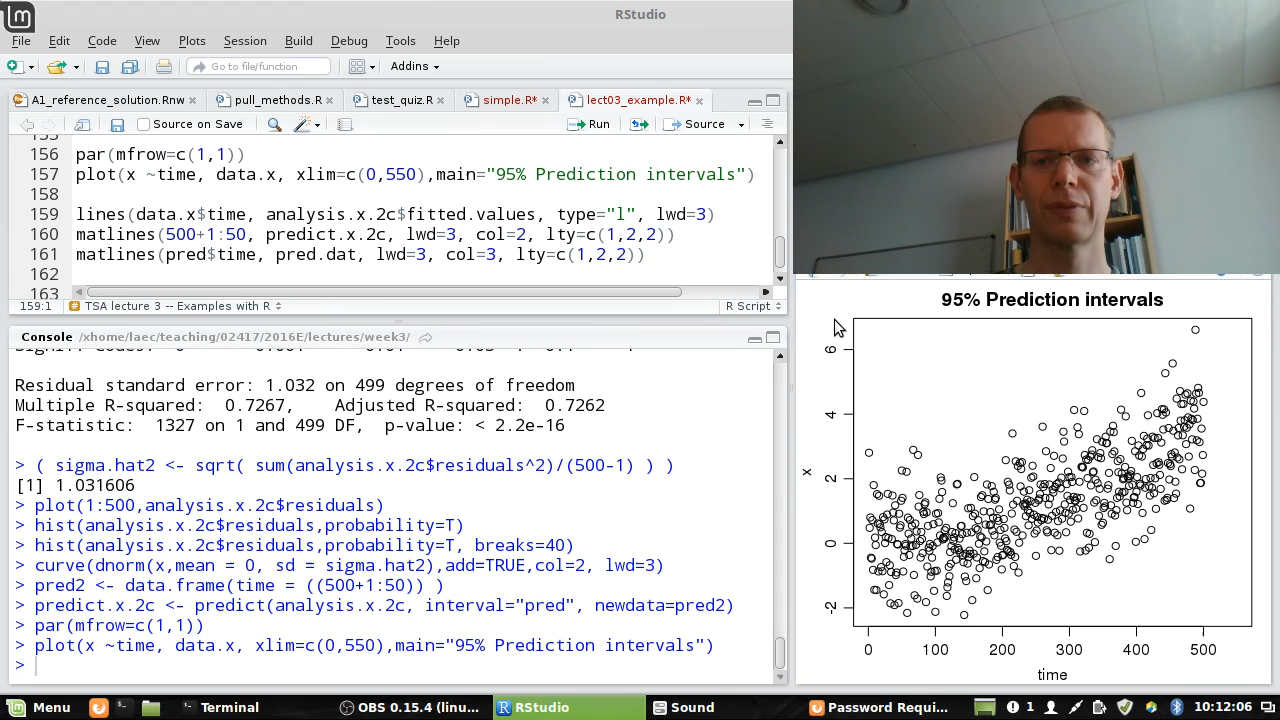 RStudio
File Edit Code View Plots Session Build Debug Tools Help
Go to file/function Addins
A1_reference_solution.Rnw pull_methods.R test_quiz.R simple.R* lect03_example.R*
Source on Save Run Source
156 par(mfrow=c(1,1))
157 plot(x ~time, data.x, xlim=c(0,550),main="95% Prediction intervals")
158
159 lines(data.x$time, analysis.x.2c$fitted.values, type="l", lwd=3)
160 matlines(500+1:50, predict.x.2c, lwd=3, col=2, lty=c(1,2,2))
161 matlines(pred$time, pred.dat, lwd=3, col=3, lty=c(1,2,2))
162
163
159:1 # TSA lecture 3 -- Examples with R R Script
Console /xhome/laec/teaching/02417/2016E/lectures/week3/
Residual standard error: 1.032 on 499 degrees of freedom
Multiple R-squared: 0.7267, Adjusted R-squared: 0.7262
F-statistic: 1327 on 1 and 499 DF, p-value: < 2.2e-16
> ( sigma.hat2 <- sqrt( sum(analysis.x.2c$residuals^2)/(500-1) ) )
[1] 1.031606
> plot(1:500,analysis.x.2c$residuals)
> hist(analysis.x.2c$residuals,probability=T)
> hist(analysis.x.2c$residuals,probability=T, breaks=40)
> curve(dnorm(x,mean = 0, sd = sigma.hat2),add=TRUE,col=2, lwd=3)
> pred2 <- data.frame(time = ((500+1:50)) )
> predict.x.2c <- predict(analysis.x.2c, interval="pred", newdata=pred2)
> par(mfrow=c(1,1))
> plot(x ~time, data.x, xlim=c(0,550),main="95% Prediction intervals")
>
95% Prediction intervals
6
4
2
0
-2
x
0 100 200 300 400 500
time
Menu Terminal OBS 0.15.4 (linu... RStudio Sound Password Requi... 1 10:12:06